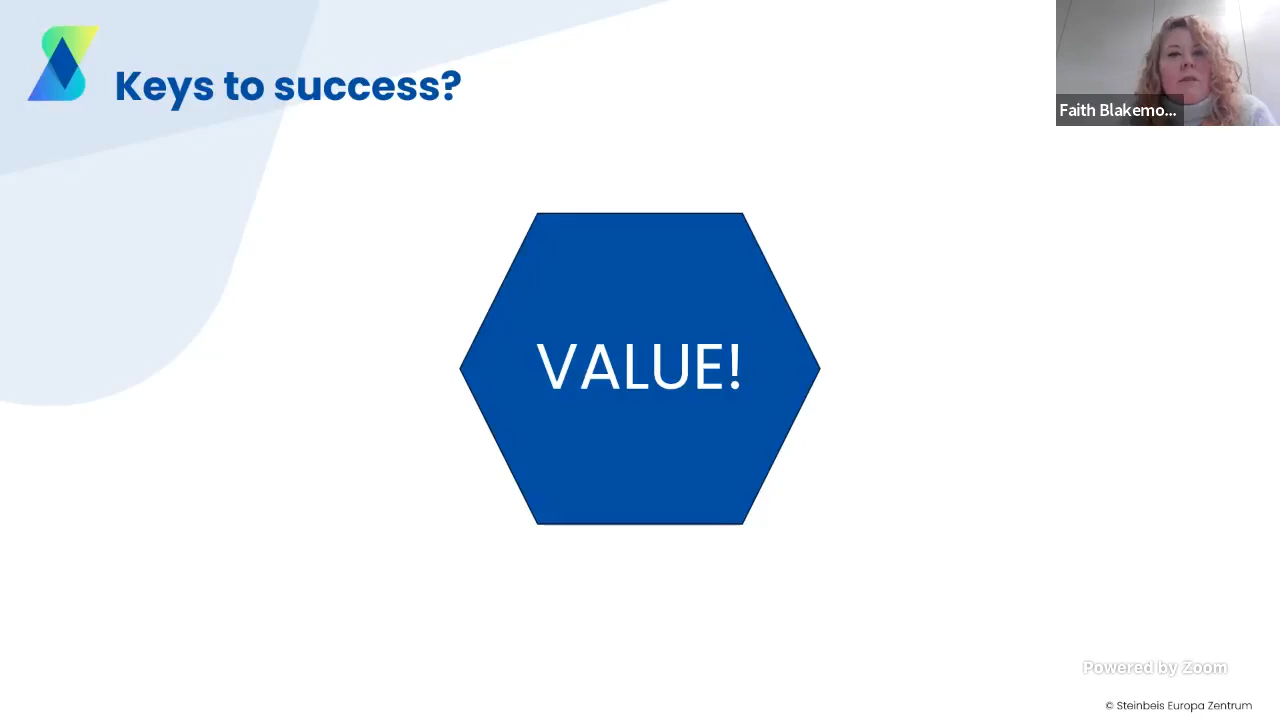 Keys to success?
Faith Blakemo...
VALUE!
Powered by Zoom
© Steinbeis Europa Zentrum